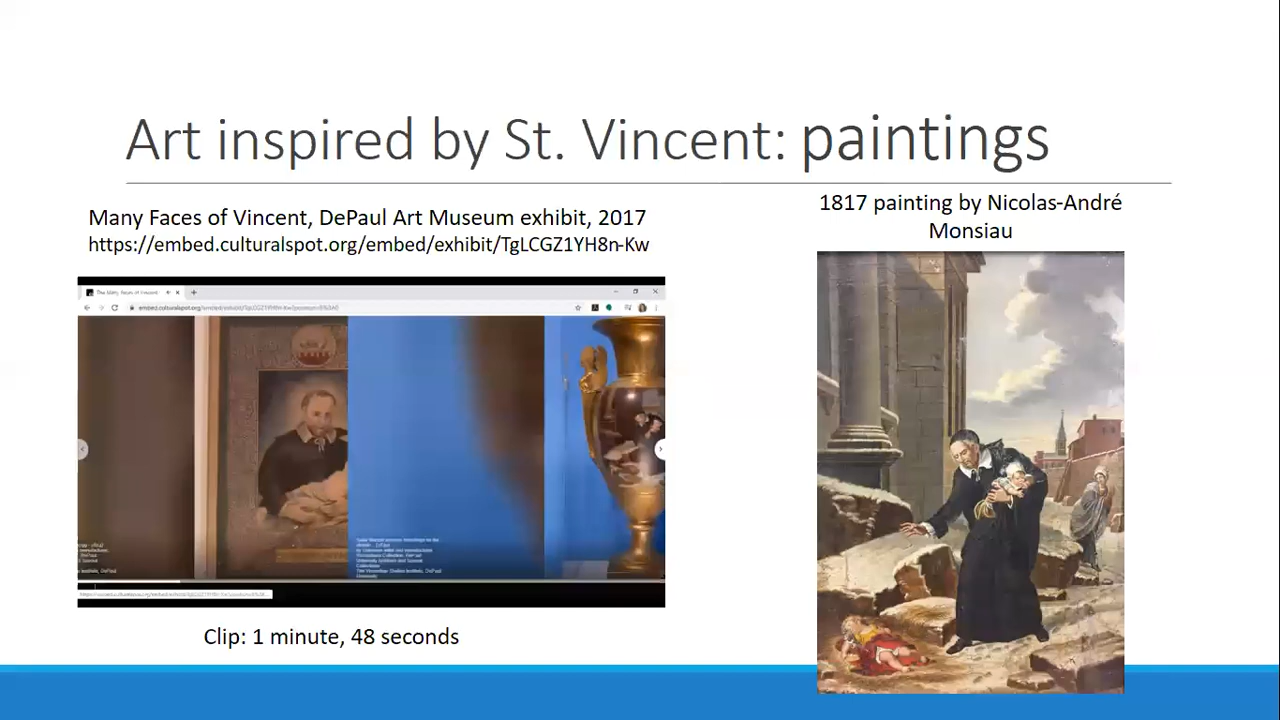 Art inspired by St. Vincent: paintings
Many Faces of Vincent, DePaul Art Museum exhibit, 2017
https://embed.culturalspot.org/embed/exhibit/TgLCGZ1YH8n-Kw
1817 painting by Nicolas-André
Monsiau
Clip: 1 minute, 48 seconds